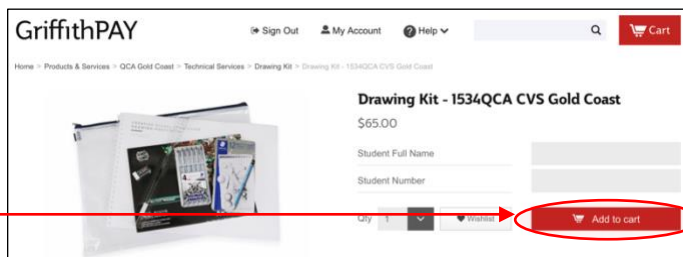 GriffithPAY
Sign Out My Account Help Cart
Home > Products & Services > QCA Gold Coast > Technical Services > Drawing Kit > Drawing Kit - 1534QCA CVS Gold Coast
Drawing Kit - 1534QCA CVS Gold Coast
$65.00
Student Full Name
Student Number
Qty 1 Wishlist Add to cart